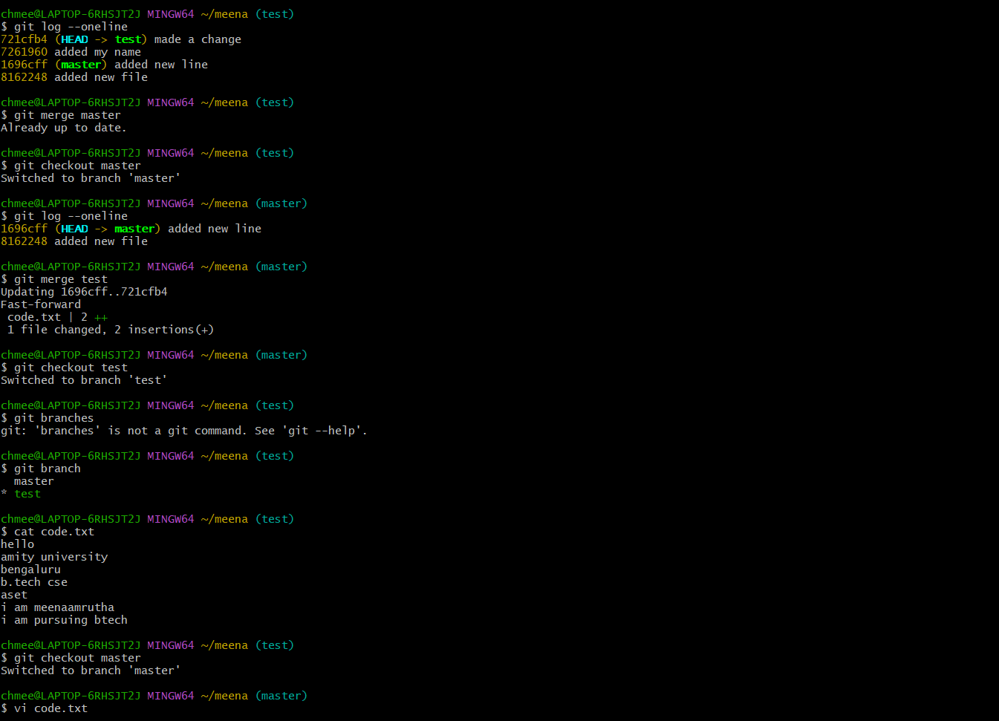 chmee@LAPTOP-6RHSJT2J MINGW64 ~/meena (test)
$ git log --oneline
721cfb4 (HEAD -> test) made a change
7261960 added my name
1696cff (master) added new line
8162248 added new file

chmee@LAPTOP-6RHSJT2J MINGW64 ~/meena (test)
$ git merge master
Already up to date.

chmee@LAPTOP-6RHSJT2J MINGW64 ~/meena (test)
$ git checkout master
Switched to branch 'master'

chmee@LAPTOP-6RHSJT2J MINGW64 ~/meena (master)
$ git log --oneline
1696cff (HEAD -> master) added new line
8162248 added new file

chmee@LAPTOP-6RHSJT2J MINGW64 ~/meena (master)
$ git merge test
Updating 1696cff..721cfb4
Fast-forward
 code.txt | 2 ++
 1 file changed, 2 insertions(+)

chmee@LAPTOP-6RHSJT2J MINGW64 ~/meena (master)
$ git checkout test
Switched to branch 'test'

chmee@LAPTOP-6RHSJT2J MINGW64 ~/meena (test)
$ git branches
git: 'branches' is not a git command. See 'git --help'.

chmee@LAPTOP-6RHSJT2J MINGW64 ~/meena (test)
$ git branch
  master
* test

chmee@LAPTOP-6RHSJT2J MINGW64 ~/meena (test)
$ cat code.txt
hello
amity university
bengaluru
b.tech cse
aset
i am meenaamrutha
i am pursuing btech

chmee@LAPTOP-6RHSJT2J MINGW64 ~/meena (test)
$ git checkout master
Switched to branch 'master'

chmee@LAPTOP-6RHSJT2J MINGW64 ~/meena (master)
$ vi code.txt